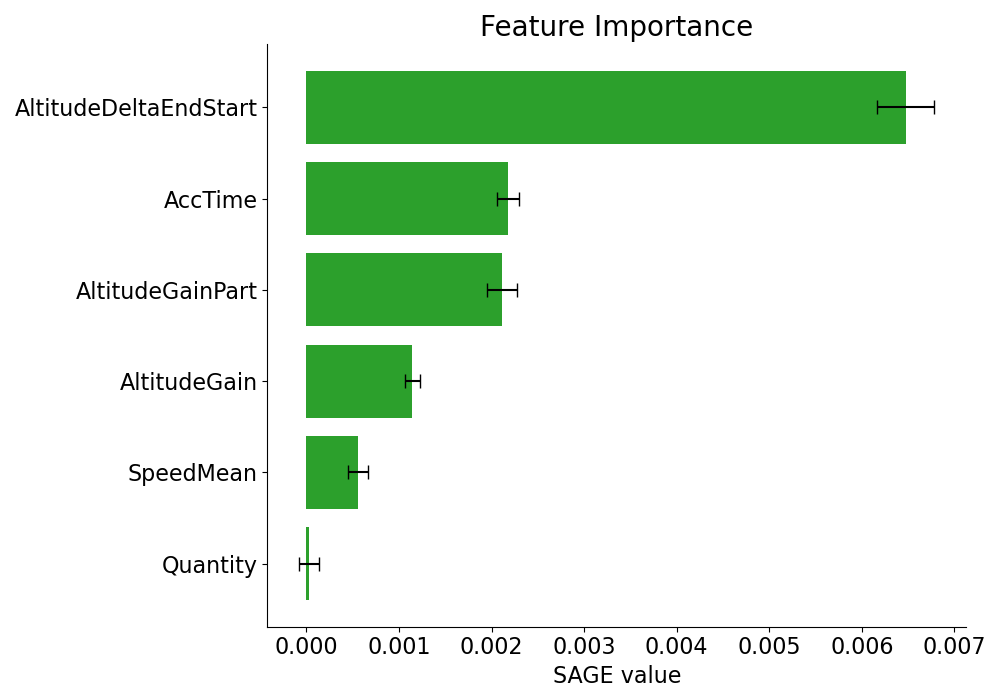 Feature Importance
AltitudeDeltaEndStart
AccTime
AltitudeGainPart
AltitudeGain
SpeedMean
Quantity
0.000 0.001 0.002 0.003 0.004 0.005 0.006 0.007
SAGE value